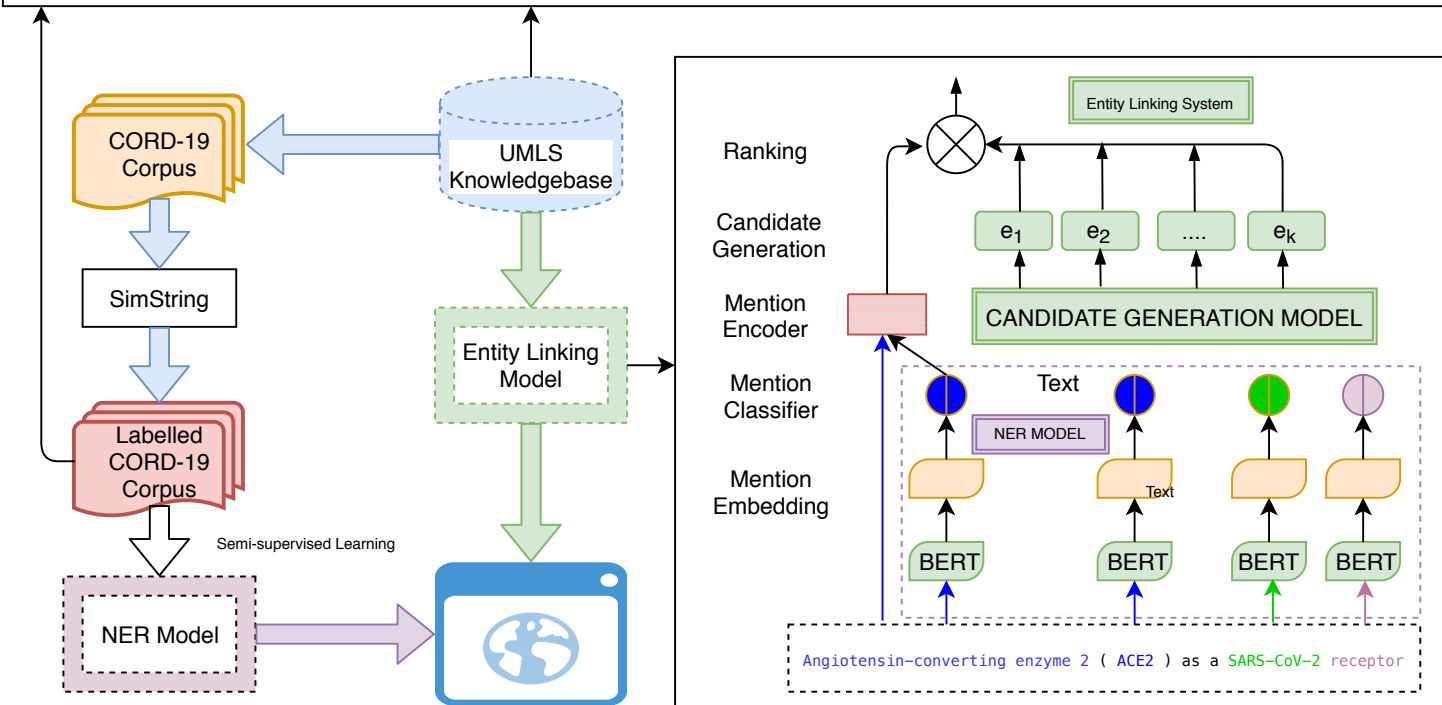 CORD-19
Corpus
UMLS
Knowledgebase
SimString
Labelled
CORD-19
Corpus
Semi-supervised Learning
NER Model
Entity Linking
Model
Entity Linking System
Ranking
Candidate
Generation
e1
e2
....
ek
Mention
Encoder
CANDIDATE GENERATION MODEL
Mention
Classifier
Text
NER MODEL
Mention
Embedding
Text
BERT
BERT
BERT
BERT
Angiotensin-converting enzyme 2 ( ACE2 ) as a SARS-CoV-2 receptor